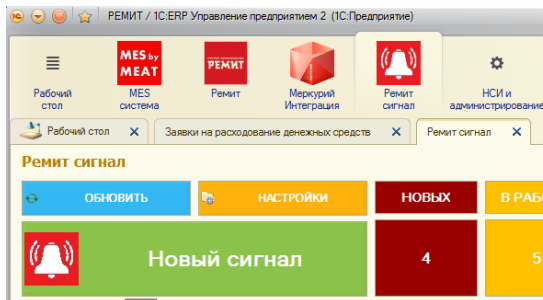 РЕМИТ / 1С:ERP Управление предприятием 2 (1С:Предприятие)
MES by
MEAT
РЕМИТ
Рабочий
стол
MES
система
Ремит
Меркурий
Интеграция
Ремит
сигнал
НСИ и
администрирование
Рабочий стол
Заявки на расходование денежных средств
Ремит сигнал
Ремит сигнал
ОБНОВИТЬ
НАСТРОЙКИ
НОВЫХ
В РАБО
Новый сигнал
4
5